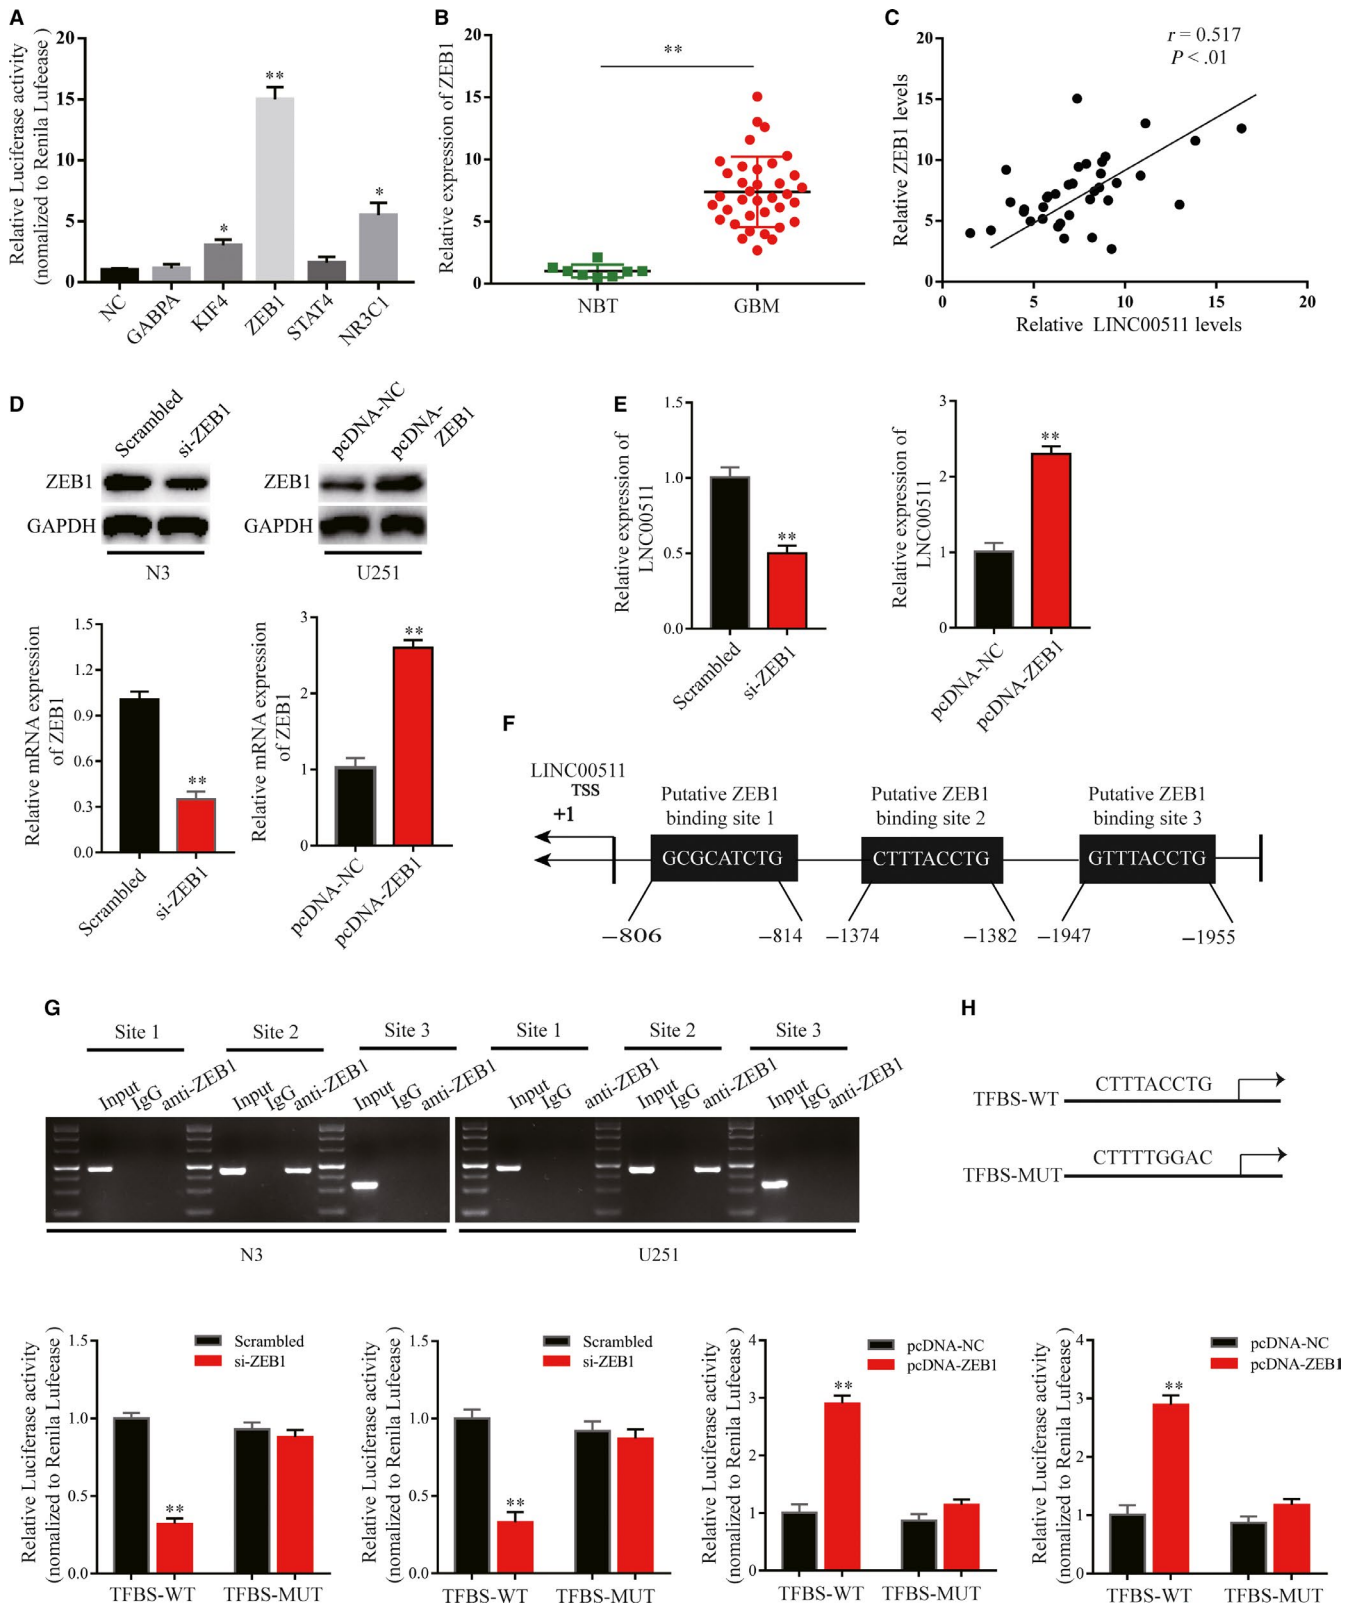 A
Relative Luciferase activity
(nomalized to Renila Lufeease )
20
15
10
5
0
**
*
*
NC
GABPA
KIF4
ZEB1
STAT4
NR3C1
B
Relative expression of ZEB1
20
15
10
5
0
**
NBT
GBM
C
Relative ZEB1 levels
20
15
10
5
0
r = 0.517
P < .01
0
5
10
15
20
Relative LINC00511 levels
D
Scrambled
si-ZEB1
ZEB1
GAPDH
N3
pcDNA-NC
pcDNA-
ZEB1
ZEB1
GAPDH
U251
Relative mRNA expression
of ZEB1
1.5
1.2
0.9
0.6
0.3
0.0
**
Scrambled
si-ZEB1
Relative mRNA expression
of ZEB1
3
2
1
0
**
pcDNA-NC
pcDNA-ZEB1
E
Relative expression of
LNC00511
1.5
1.0
0.5
0.0
**
Scrambled
si-ZEB1
Relative expression of
LNC00511
3
2
1
0
**
pcDNA-NC
pcDNA-ZEB1
F
LINC00511
TSS
+1
Putative ZEB1
binding site 1
GCGCATCTG
−806
−814
Putative ZEB1
binding site 2
CTTTACCTG
−1374
−1382
Putative ZEB1
binding site 3
GTTTACCTG
−1947
−1955
G
Site 1
Site 2
Site 3
Site 1
Site 2
Site 3
Input
IgG
anti-ZEB1
Input
IgG
anti-ZEB1
Input
IgG
anti-ZEB1
Input
IgG
anti-ZEB1
Input
IgG
anti-ZEB1
Input
IgG
anti-ZEB1
N3
U251
H
TFBS-WT
CTTTACCTG
TFBS-MUT
CTTTTGGAC
Relative Luciferase activity
(nomalized to Renila Lufeease )
1.5
1.0
0.5
0.0
Scrambled
si-ZEB1
**
TFBS-WT
TFBS-MUT
Relative Luciferase activity
(nomalized to Renila Lufeease )
1.5
1.0
0.5
0.0
Scrambled
si-ZEB1
**
TFBS-WT
TFBS-MUT
Relative Luciferase activity
(nomalized to Renila Lufeease )
4
3
2
1
0
pcDNA-NC
pcDNA-ZEB1
**
TFBS-WT
TFBS-MUT
Relative Luciferase activity
(nomalized to Renila Lufeease )
4
3
2
1
0
pcDNA-NC
pcDNA-ZEB1
**
TFBS-WT
TFBS-MUT